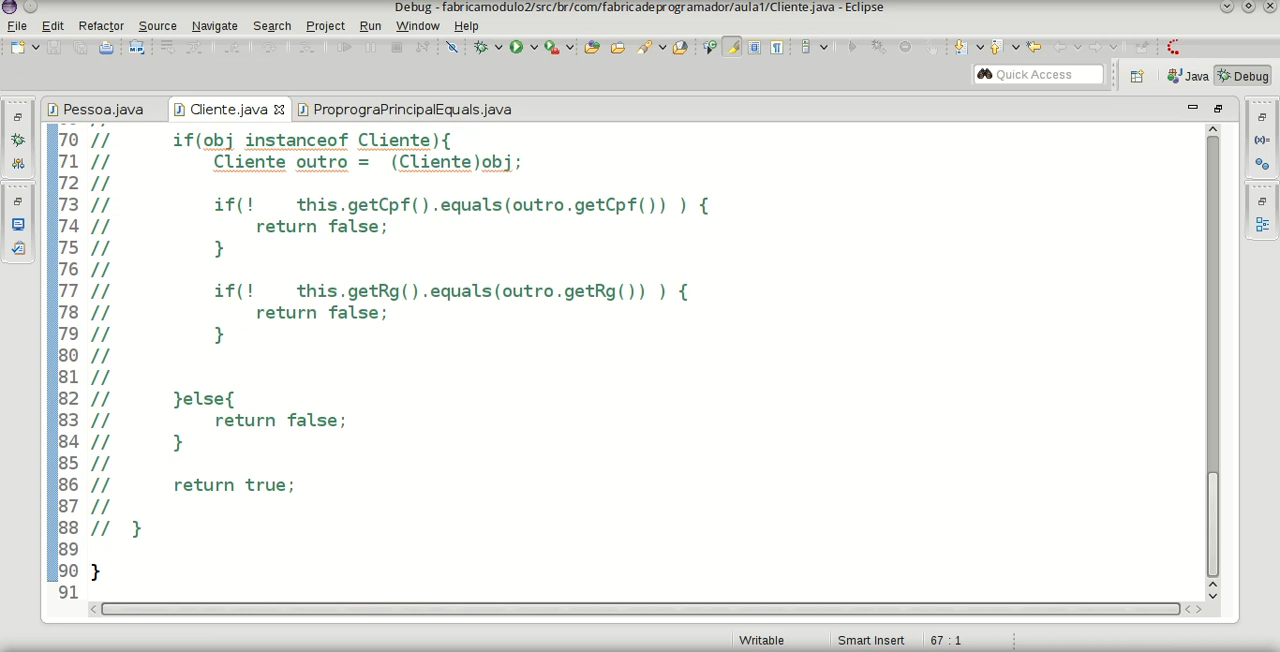 Debug - fabricamodulo2/src/br/com/fabricadeprogramador/aula1/Cliente.java - Eclipse
File Edit Refactor Source Navigate Search Project Run Window Help
Quick Access Java Debug
Pessoa.java Cliente.java ProprograPrincipalEquals.java
70 // if(obj instanceof Cliente){
71 // Cliente outro = (Cliente)obj;
72 //
73 // if(! this.getCpf().equals(outro.getCpf()) ) {
74 // return false;
75 // }
76 //
77 // if(! this.getRg().equals(outro.getRg()) ) {
78 // return false;
79 // }
80 //
81 //
82 // }else{
83 // return false;
84 // }
85 //
86 // return true;
87 //
88 // }
89
90 }
91
Writable Smart Insert 67 : 1